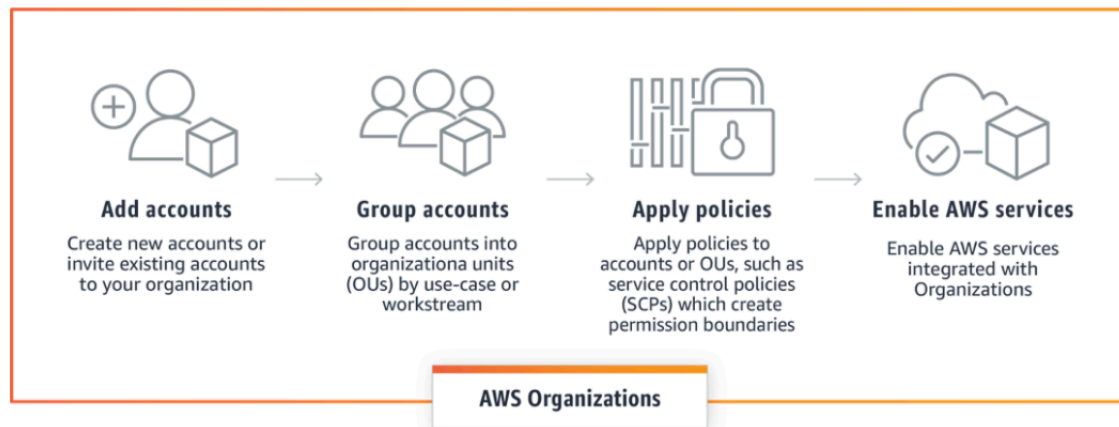 Add accounts
Create new accounts or
invite existing accounts
to your organization
Group accounts
Group accounts into
organizationa units
(OUs) by use-case or
workstream
Apply policies
Apply policies to
accounts or OUs, such as
service control policies
(SCPs) which create
permission boundaries
Enable AWS services
Enable AWS services
integrated with
Organizations
AWS Organizations